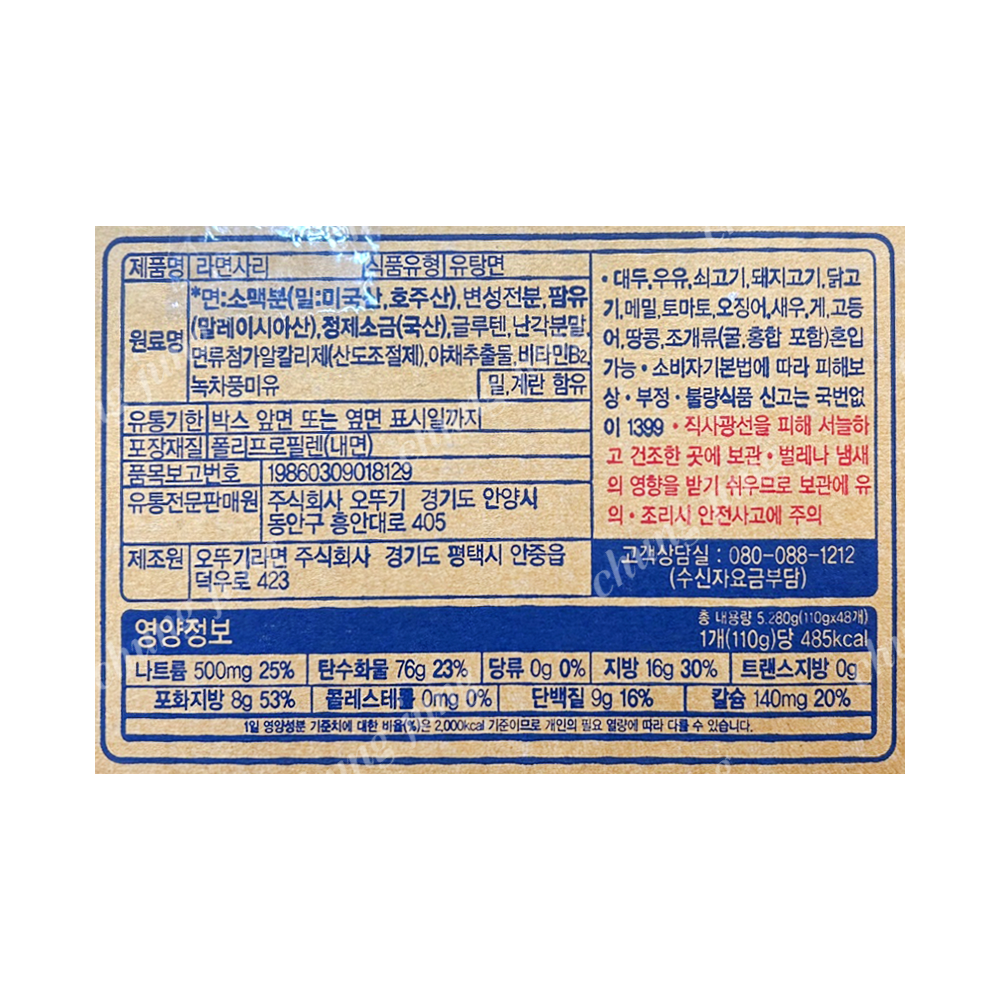 제품명 라면사리 식품유형 유탕면
원료명 *면:소맥분(밀:미국산, 호주산),변성전분, 팜유
(말레이시아산),정제소금(국산),글루텐, 난각분말,
면류첨가알칼리제(산도조절제),야채추출물, 비타민B2,
녹차풍미유 밀,계란 함유
유통기한 박스 앞면 또는 옆면 표시일까지
포장재질 폴리프로필렌(내면)
품목보고번호 19860309018129
유통전문판매원 주식회사 오뚜기 경기도 안양시
동안구 흥안대로 405
제조원 오뚜기라면 주식회사 경기도 평택시 안중읍
덕우로 423
• 대두,우유, 쇠고기, 돼지고기, 닭고
기,메밀,토마토,오징어,새우,게,고등
어,땅콩,조개류(굴,홍합 포함)혼입
가능 • 소비자기본법에 따라 피해보
상 • 부정 • 불량식품 신고는 국번없
이 1399 • 직사광선을 피해 서늘하
고 건조한 곳에 보관 • 벌레나 냄새
의 영향을 받기 쉬우므로 보관에 유
의 • 조리시 안전사고에 주의
고객상담실 : 080-088-1212
(수신자요금부담)
영양정보
총 내용량 5,280g(110gx48개)
1개(110g)당 485kcal
나트륨 500mg 25% 탄수화물 76g 23% 당류 0g 0% 지방 16g 30% 트랜스지방 0g
포화지방 8g 53% 콜레스테롤 0mg 0% 단백질 9g 16% 칼슘 140mg 20%
1일 영양성분 기준치에 대한 비율(%)은 2,000kcal 기준이므로 개인의 필요 열량에 따라 다를 수 있습니다.